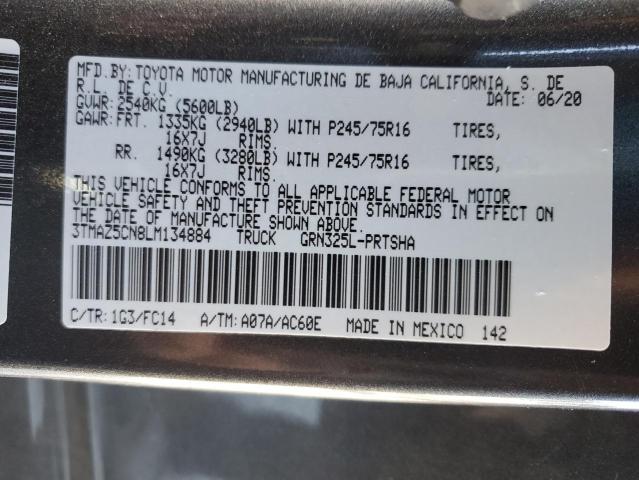 MFD.BY: TOYOTA MOTOR MANUFACTURING DE BAJA CALIFORNIA, S. DE
R.L. DE C.V. DATE: 06/20
GVWR: 2540KG (5600LB)
GAWR: FRT. 1335KG (2940LB) WITH P245/75R16 TIRES,
16X7J RIMS.
RR. 1490KG (3280LB) WITH P245/75R16 TIRES,
16X7J RIMS.
THIS VEHICLE CONFORMS TO ALL APPLICABLE FEDERAL MOTOR
VEHICLE SAFETY AND THEFT PREVENTION STANDARDS IN EFFECT ON
THE DATE OF MANUFACTURE SHOWN ABOVE.
3TMAZ5CN8LM134884 TRUCK GRN325L-PRTSHA
C/TR: 1G3/FC14 A/TM: A07A/AC60E MADE IN MEXICO 142